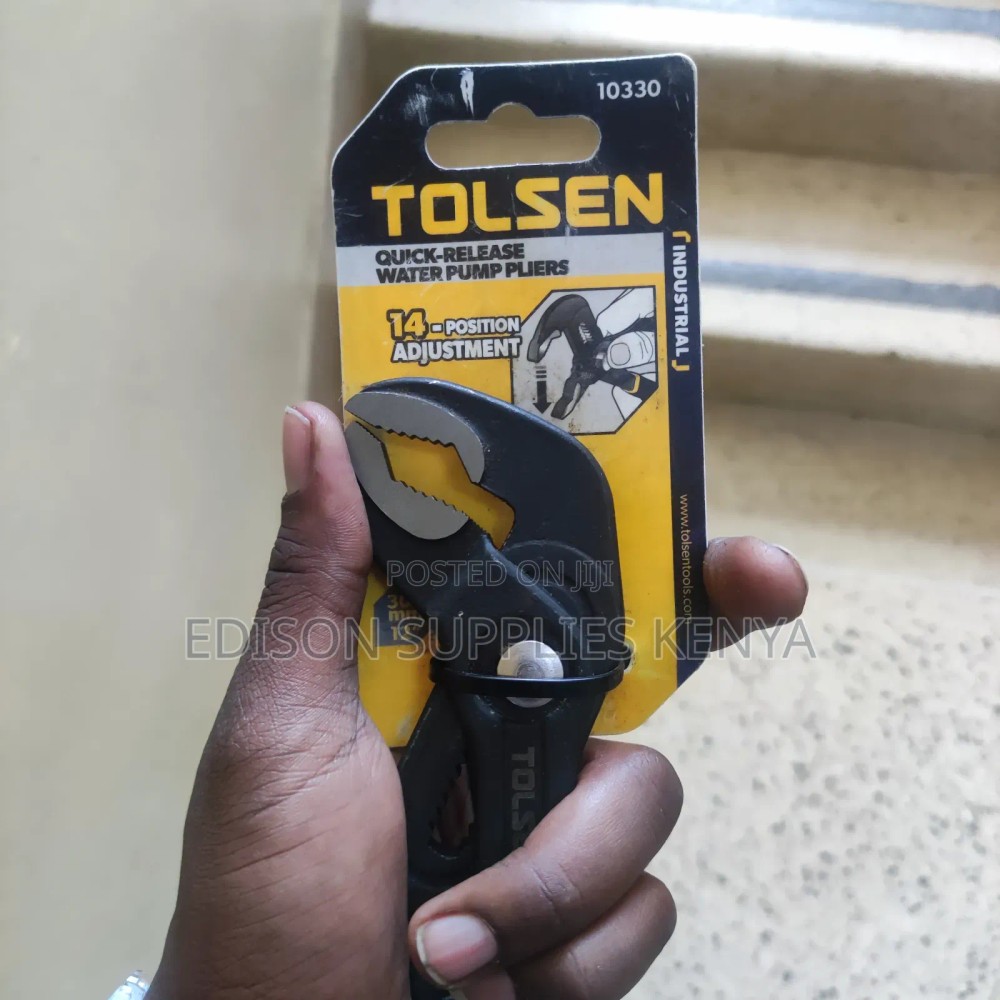 10330
TOLSEN
QUICK-RELEASE
WATER PUMP PLIERS
14-POSITION
ADJUSTMENT
INDUSTRIAL
www.tolsentools.com
POSTED ON JIJI
EDISON SUPPLIES KENYA
TOLS